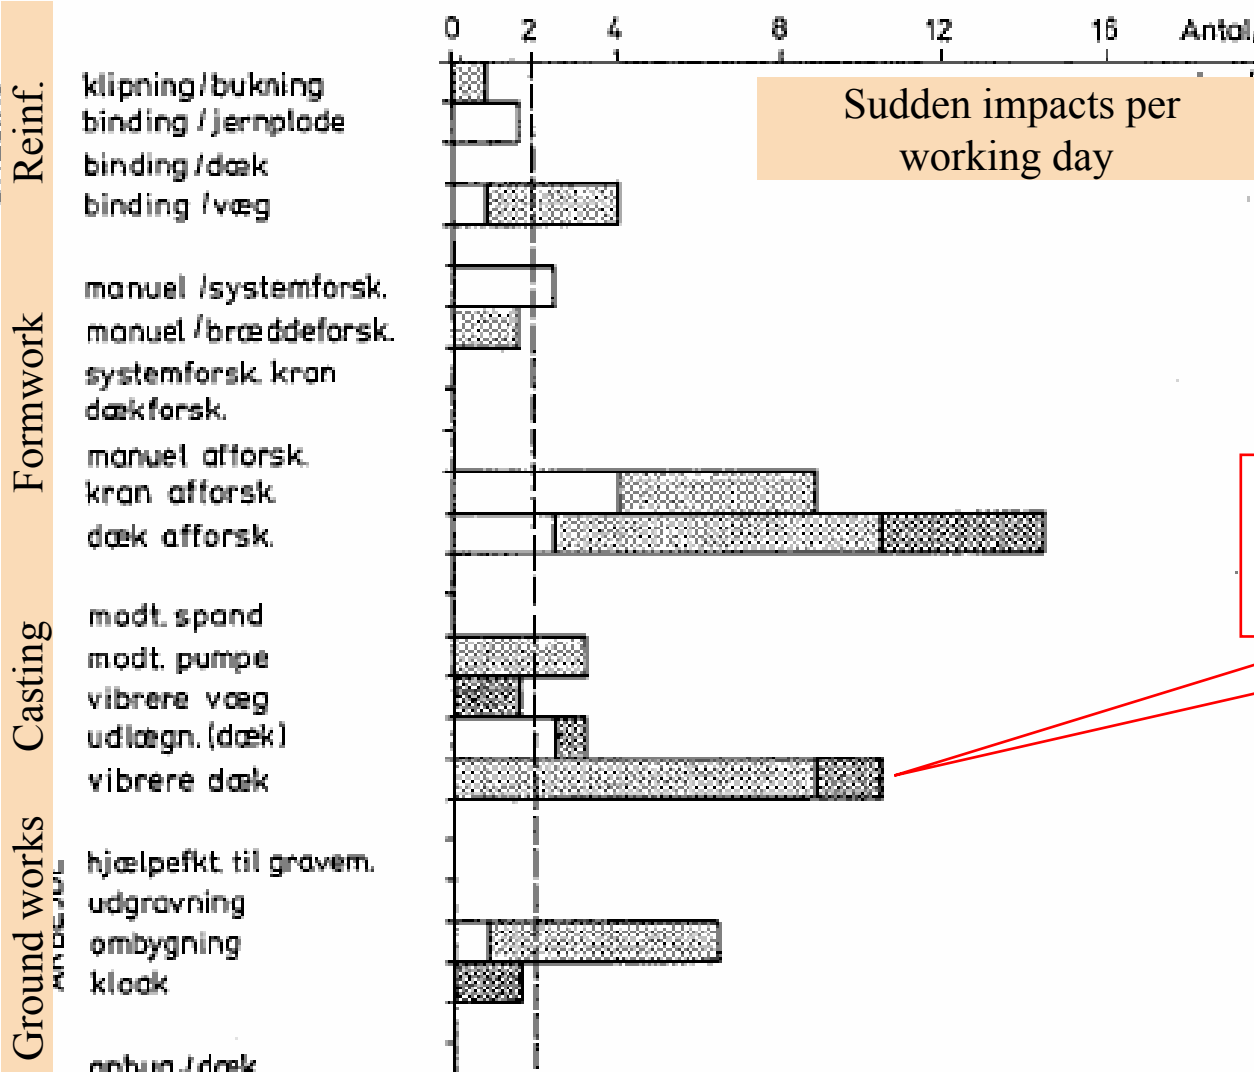 0 2 4 8 12 16 Antal
Sudden impacts per
working day
Reinf.
klipning/bukning
binding/jernplade
binding/dæk
binding/væg
Formwork
manuel/systemforsk.
manuel/bræddeforsk.
systemforsk. kran
dækforsk.
manuel afforsk.
kran afforsk.
dæk afforsk.
Casting
modt. spand
modt. pumpe
vibrere væg
udlægn. (dæk)
vibrere dæk
Ground works
hjælpefkt. til gravem.
udgravning
ombygning
kloak